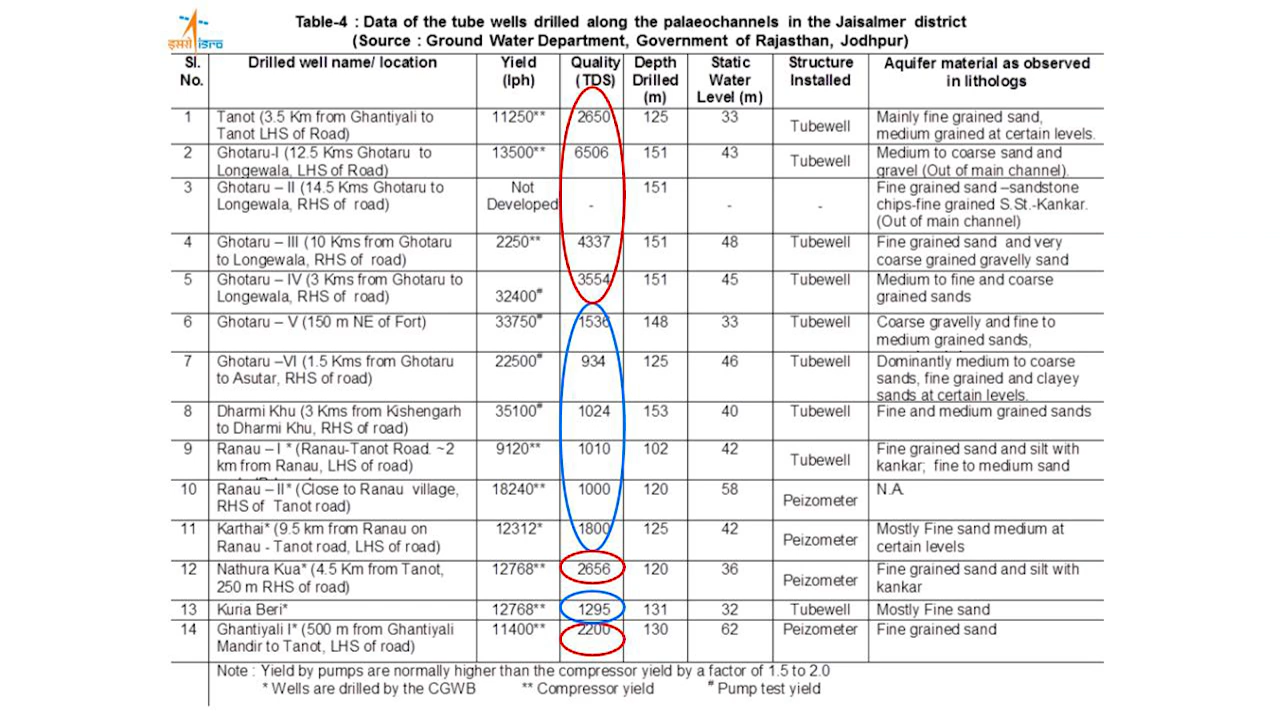 Table-4 : Data of the tube wells drilled along the palaeochannels in the Jaisalmer district
(Source : Ground Water Department, Government of Rajasthan, Jodhpur)
इसरो isro
Sl. No. Drilled well name/ location Yield (lph) Quality (TDS) Depth Drilled (m) Static Water Level (m) Structure Installed Aquifer material as observed in lithologs
1 Tanot (3.5 Km from Ghantiyali to Tanot LHS of Road) 11250** 2650 125 33 Tubewell Mainly fine grained sand, medium grained at certain levels.
2 Ghotaru-I (12.5 Kms Ghotaru to Longewala, LHS of Road) 13500** 6506 151 43 Tubewell Medium to coarse sand and gravel (Out of main channel).
3 Ghotaru – II (14.5 Kms Ghotaru to Longewala, RHS of road) Not Developed - 151 - - Fine grained sand –sandstone chips-fine grained S.St.-Kankar. (Out of main channel)
4 Ghotaru – III (10 Kms from Ghotaru to Longewala, RHS of road) 2250** 4337 151 48 Tubewell Fine grained sand and very coarse grained gravelly sand
5 Ghotaru – IV (3 Kms from Ghotaru to Longewala, RHS of road) 32400# 3554 151 45 Tubewell Medium to fine and coarse grained sands
6 Ghotaru – V (150 m NE of Fort) 33750# 1536 148 33 Tubewell Coarse gravelly and fine to medium grained sands,
7 Ghotaru –VI (1.5 Kms from Ghotaru to Asutar, RHS of road) 22500# 934 125 46 Tubewell Dominantly medium to coarse sands, fine grained and clayey sands at certain levels.
8 Dharmi Khu (3 Kms from Kishengarh to Dharmi Khu, RHS of road) 35100# 1024 153 40 Tubewell Fine and medium grained sands
9 Ranau – I * (Ranau-Tanot Road. ~2 km from Ranau, LHS of road) 9120** 1010 102 42 Tubewell Fine grained sand and silt with kankar; fine to medium sand
10 Ranau – II* (Close to Ranau village, RHS of Tanot road) 18240** 1000 120 58 Peizometer N.A.
11 Karthai* (9.5 km from Ranau on Ranau - Tanot road, LHS of road) 12312* 1800 125 42 Peizometer Mostly Fine sand medium at certain levels
12 Nathura Kua* (4.5 Km from Tanot, 250 m RHS of road) 12768** 2656 120 36 Peizometer Fine grained sand and silt with kankar
13 Kuria Beri* 12768** 1295 131 32 Tubewell Mostly Fine sand
14 Ghantiyali I* (500 m from Ghantiyali Mandir to Tanot, LHS of road) 11400** 2200 130 62 Peizometer Fine grained sand
Note : Yield by pumps are normally higher than the compressor yield by a factor of 1.5 to 2.0
* Wells are drilled by the CGWB ** Compressor yield # Pump test yield